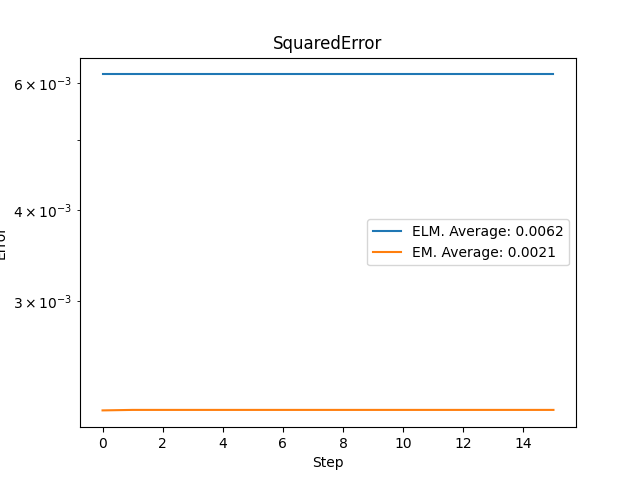 SquaredError
6 × 10⁻³
4 × 10⁻³
3 × 10⁻³
Error
ELM. Average: 0.0062
EM. Average: 0.0021
0 2 4 6 8 10 12 14
Step